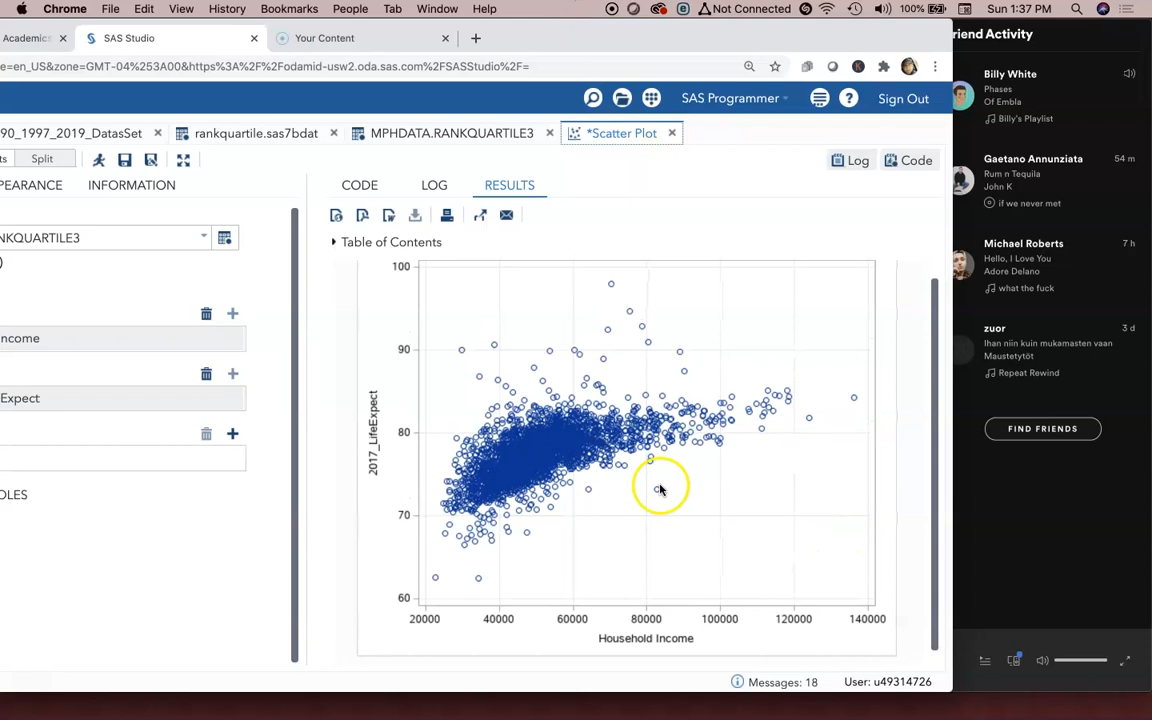 Chrome File Edit View History Bookmarks People Tab Window Help Not Connected 100% Sun 1:37 PM
Academics SAS Studio Your Content
e=en_US&zone=GMT-04%253A00&https%3A%2F%2Fodamid-usw2.oda.sas.com%2FSASStudio%2F=
SAS Programmer Sign Out
90_1997_2019_DatasSet rankquartile.sas7bdat MPHDATA.RANKQUARTILE3 *Scatter Plot
ts Split Log Code
PEARANCE INFORMATION CODE LOG RESULTS
NKQUARTILE3
Table of Contents
)
ncome
Expect
OLES
100
90
80
70
60
2017_LifeExpect
20000 40000 60000 80000 100000 120000 140000
Household Income
Messages: 18 User: u49314726
riend Activity
Billy White
Phases
Of Embla
Billy's Playlist
Gaetano Annunziata 54 m
Rum n Tequila
John K
if we never met
Michael Roberts 7 h
Hello, I Love You
Adore Delano
what the fuck
zuor 3 d
Ihan niin kuin mukamasten vaan
Maustetytöt
Repeat Rewind
FIND FRIENDS